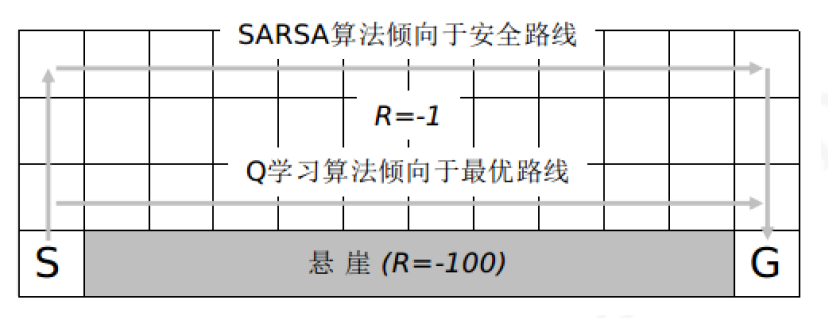 SARSA算法倾向于安全路线
R=-1
Q学习算法倾向于最优路线
S
悬 崖 (R=-100)
G